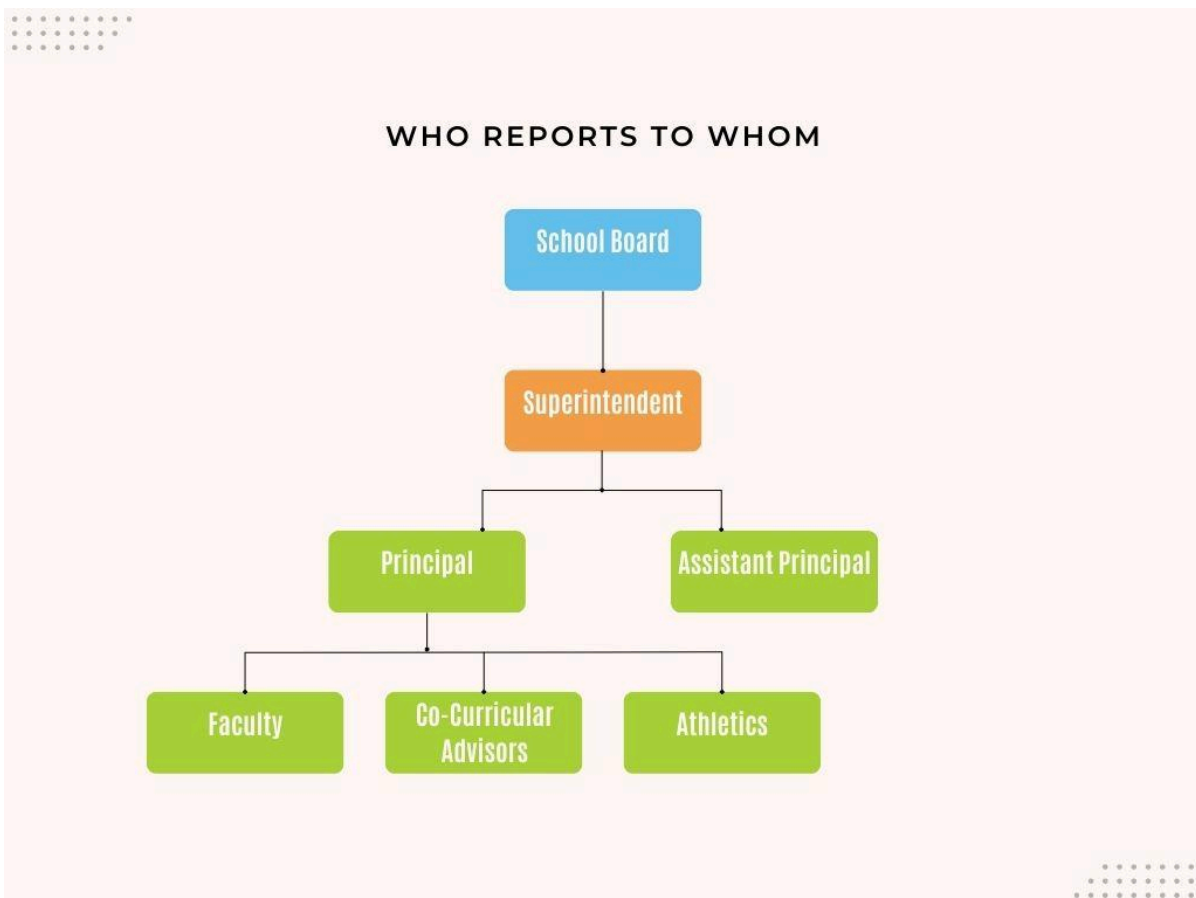 WHO REPORTS TO WHOM
School Board
Superintendent
Principal
Assistant Principal
Faculty
Co-Curricular
Advisors
Athletics